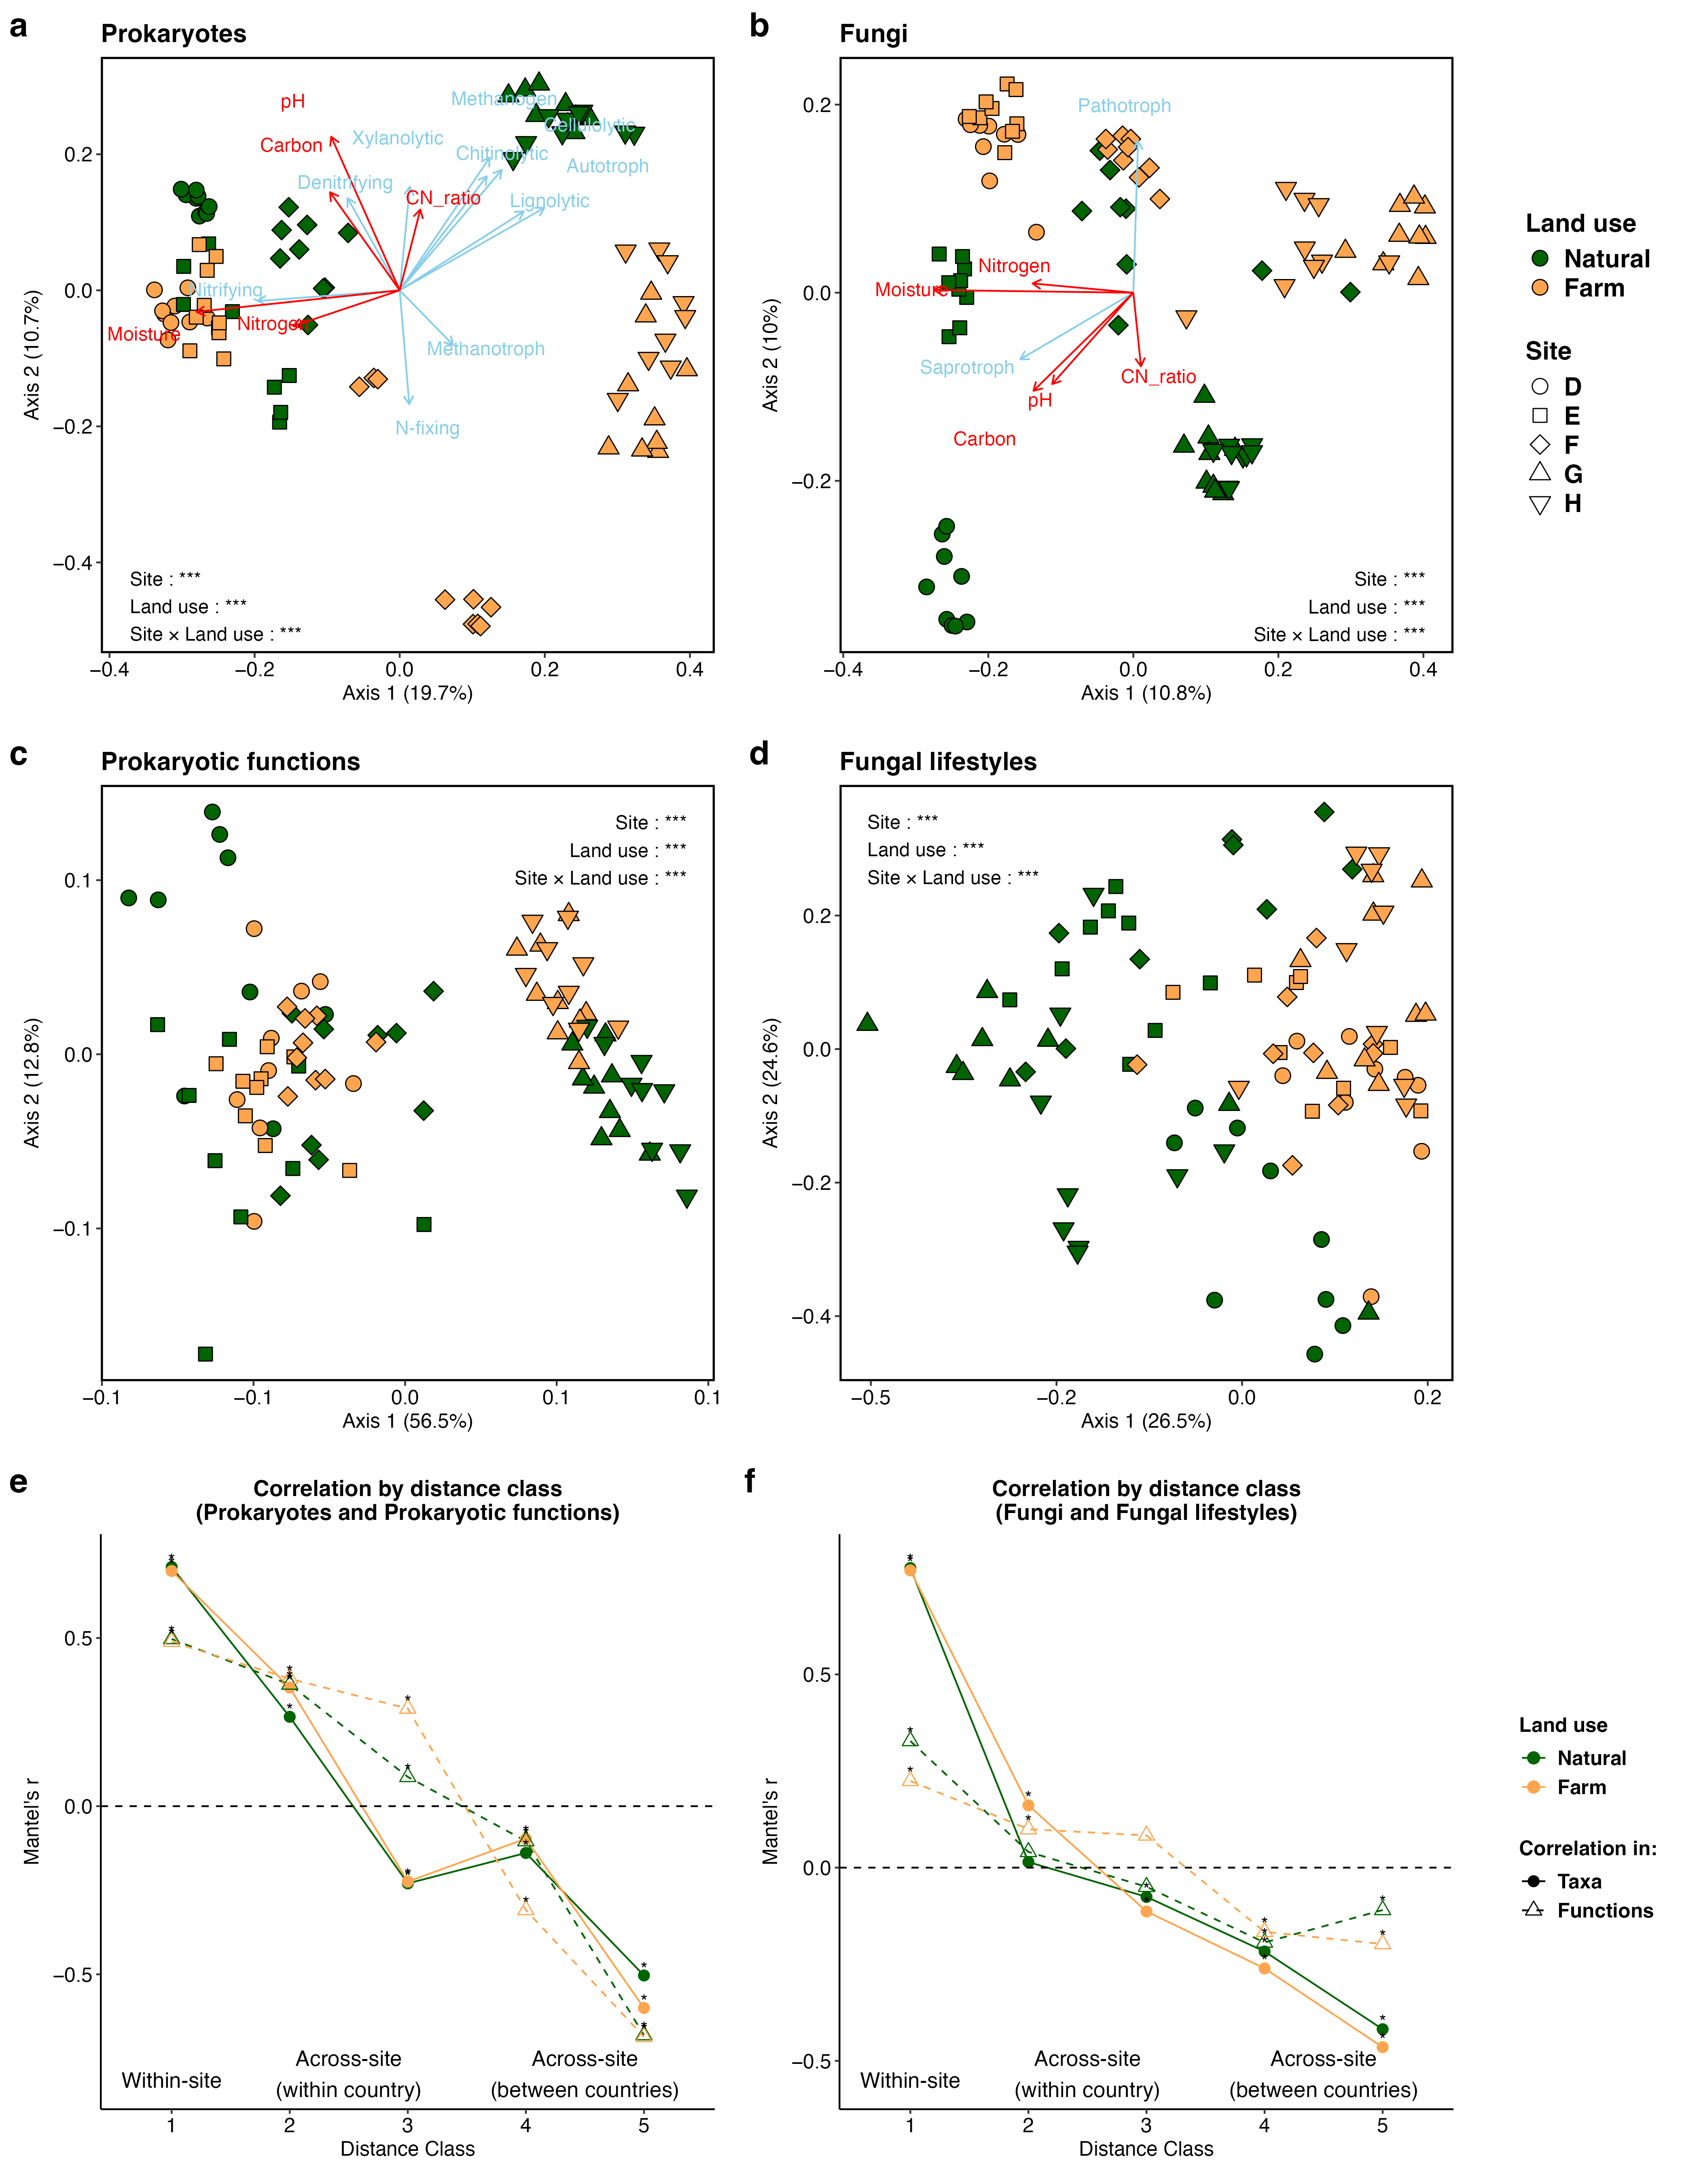 a
Prokaryotes
pH
Carbon
Xylanolytic
Methanogen
Cellulolytic
Chitinolytic
Autotroph
Denitrifying
CN_ratio
Lignolytic
Nitrifying
Moisture
Nitrogen
Methanotroph
N-fixing
Site : ***
Land use : ***
Site × Land use : ***
0.2
0.0
−0.2
−0.4
Axis 2 (10.7%)
−0.4
−0.2
0.0
0.2
0.4
Axis 1 (19.7%)
b
Fungi
Pathotroph
Nitrogen
Moisture
Saprotroph
CN_ratio
pH
Carbon
Site : ***
Land use : ***
Site × Land use : ***
0.2
0.0
−0.2
Axis 2 (10%)
−0.4
−0.2
0.0
0.2
0.4
Axis 1 (10.8%)
Land use
Natural
Farm
Site
D
E
F
G
H
c
Prokaryotic functions
Site : ***
Land use : ***
Site × Land use : ***
0.1
0.0
−0.1
Axis 2 (12.8%)
−0.1
−0.1
0.0
0.1
0.1
Axis 1 (56.5%)
d
Fungal lifestyles
Site : ***
Land use : ***
Site × Land use : ***
0.2
0.0
−0.2
−0.4
Axis 2 (24.6%)
−0.5
−0.2
0.0
0.2
Axis 1 (26.5%)
e
Correlation by distance class
(Prokaryotes and Prokaryotic functions)
0.5
0.0
−0.5
Mantel's r
Within-site
Across-site
(within country)
Across-site
(between countries)
1
2
3
4
5
Distance Class
f
Correlation by distance class
(Fungi and Fungal lifestyles)
0.5
0.0
−0.5
Mantel's r
Within-site
Across-site
(within country)
Across-site
(between countries)
1
2
3
4
5
Distance Class
Land use
Natural
Farm
Correlation in:
Taxa
Functions